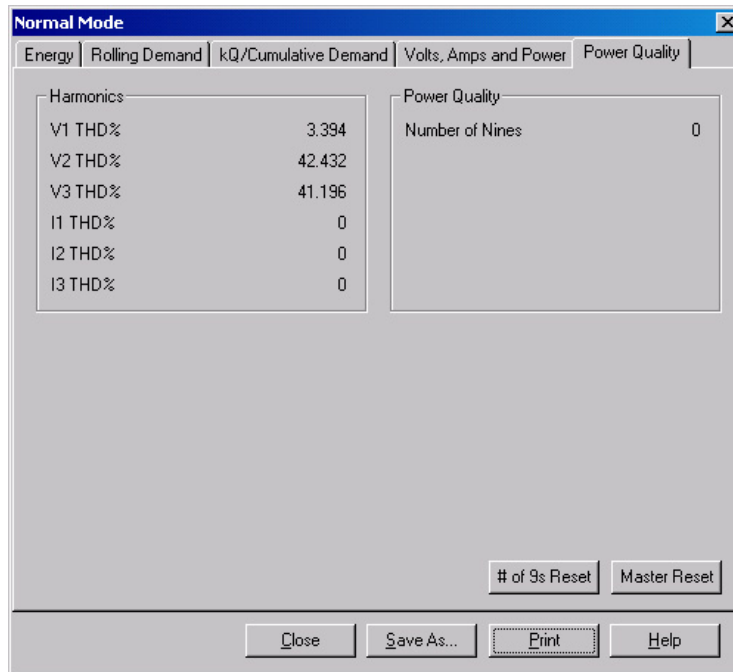 Normal Mode
Energy Rolling Demand kQ/Cumulative Demand Volts, Amps and Power Power Quality
Harmonics
V1 THD% 3.394
V2 THD% 42.432
V3 THD% 41.196
I1 THD% 0
I2 THD% 0
I3 THD% 0
Power Quality
Number of Nines 0
# of 9s Reset Master Reset
Close Save As... Print Help